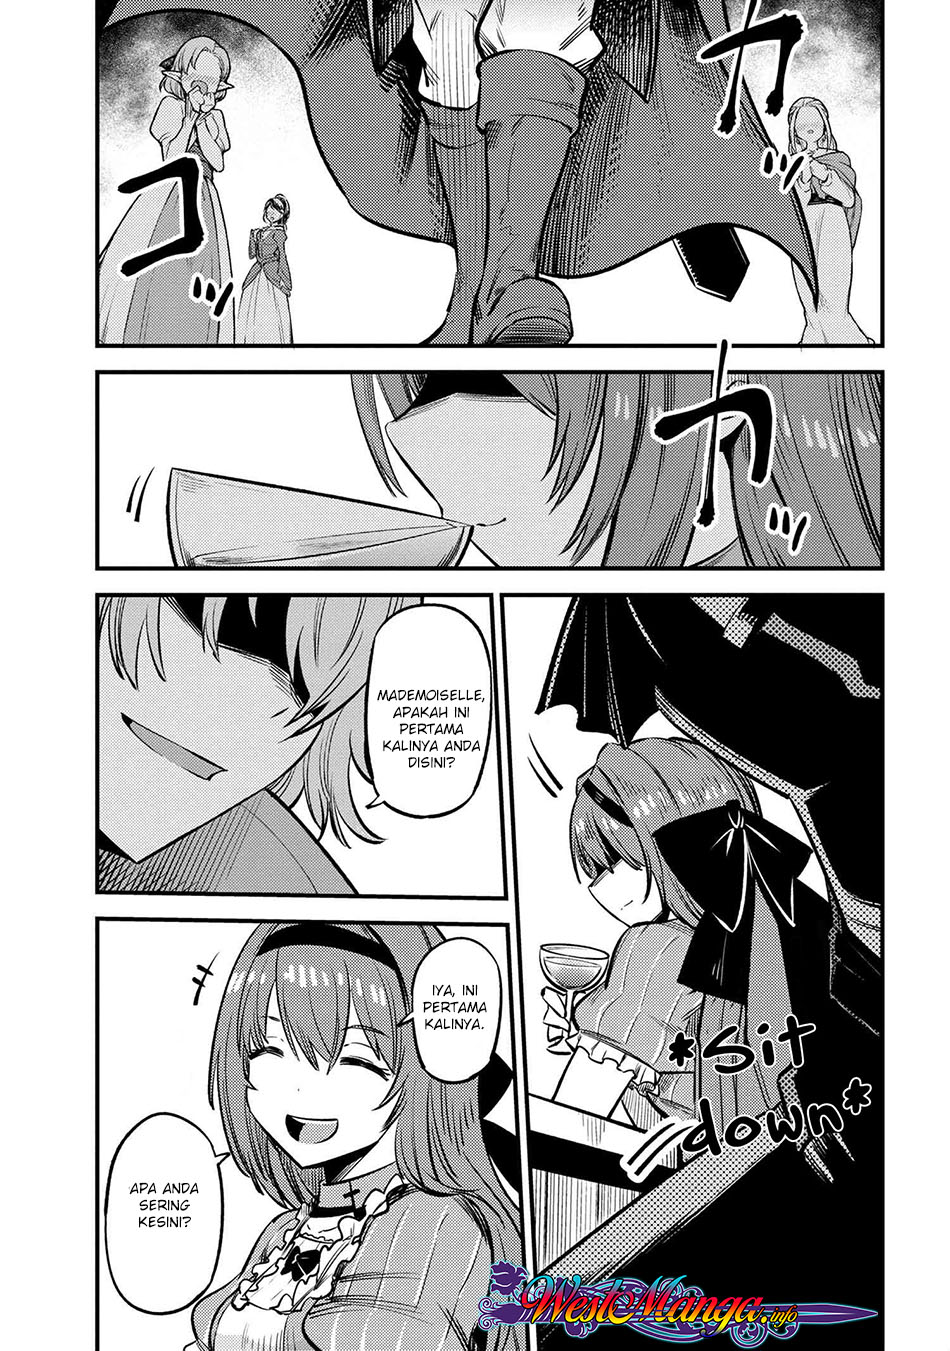 カッ
コッ
カッ
MADEMOISELLE,
APAKAH INI
PERTAMA
KALINYA ANDA
DISINI?
*Sit
down*
IYA, INI
PERTAMA
KALINYA.
APA ANDA
SERING
KESINI?
WestManga.info